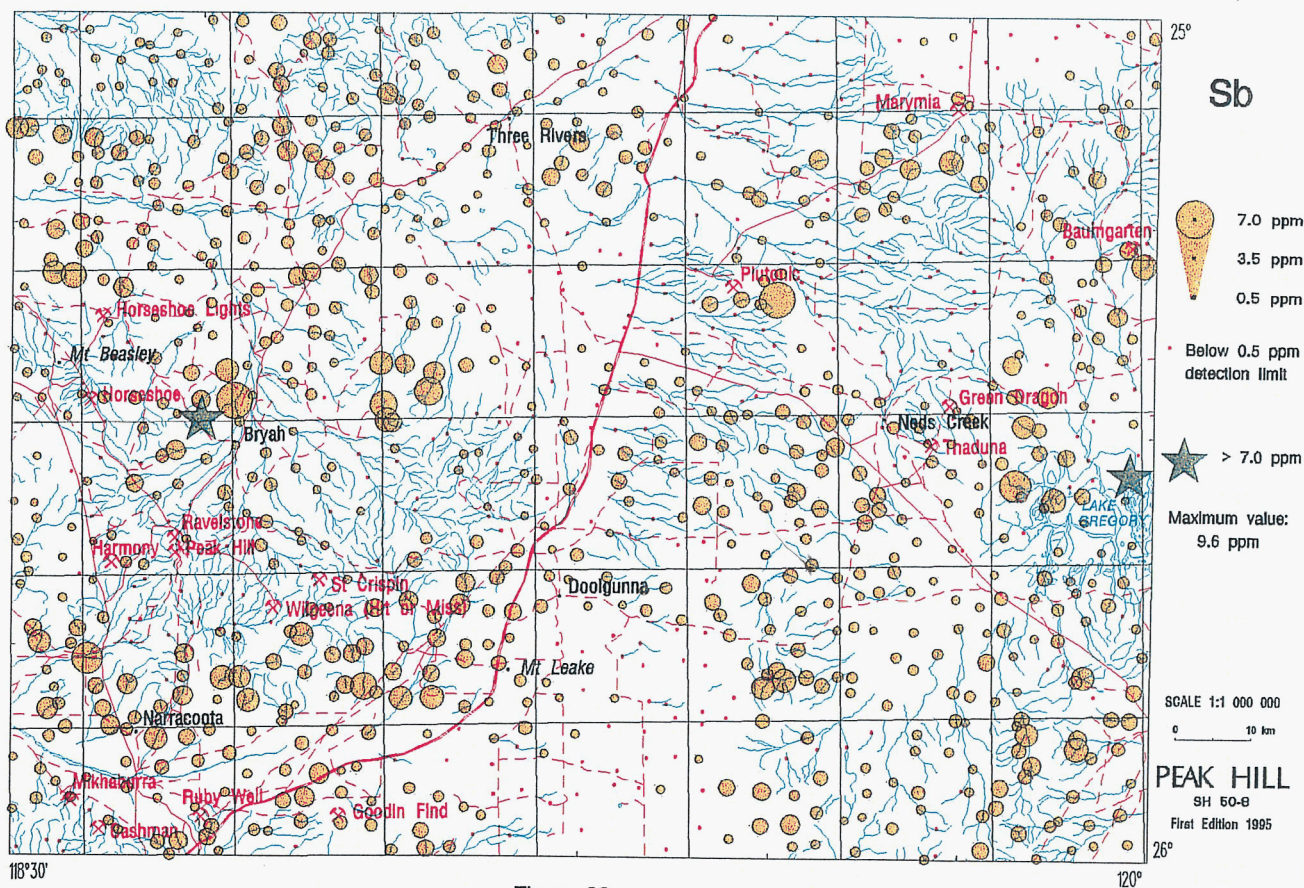 25°
Sb
Marymia
Three Rivers
7.0 ppm
Baumgarten
3.5 ppm
Plutonic
0.5 ppm
Horseshoe Lights
Mt Beasley
Below 0.5 ppm
detection limit
Horseshoe
Green Dragon
Neds Creek
Bryah
Thaduna
> 7.0 ppm
LAKE
GREGORY
Ravelstone
Maximum value:
9.6 ppm
Harmony
Peak Hill
St Crispin
Doolgunna
Wilgeena (Hit or Miss)
Mt Leake
SCALE 1:1 000 000
Narracoota
0 10 km
PEAK HILL
SH 50-8
First Edition 1995
Mikhaburra
Ruby Well
Goodin Find
Cashman
26°
118°30'
120°